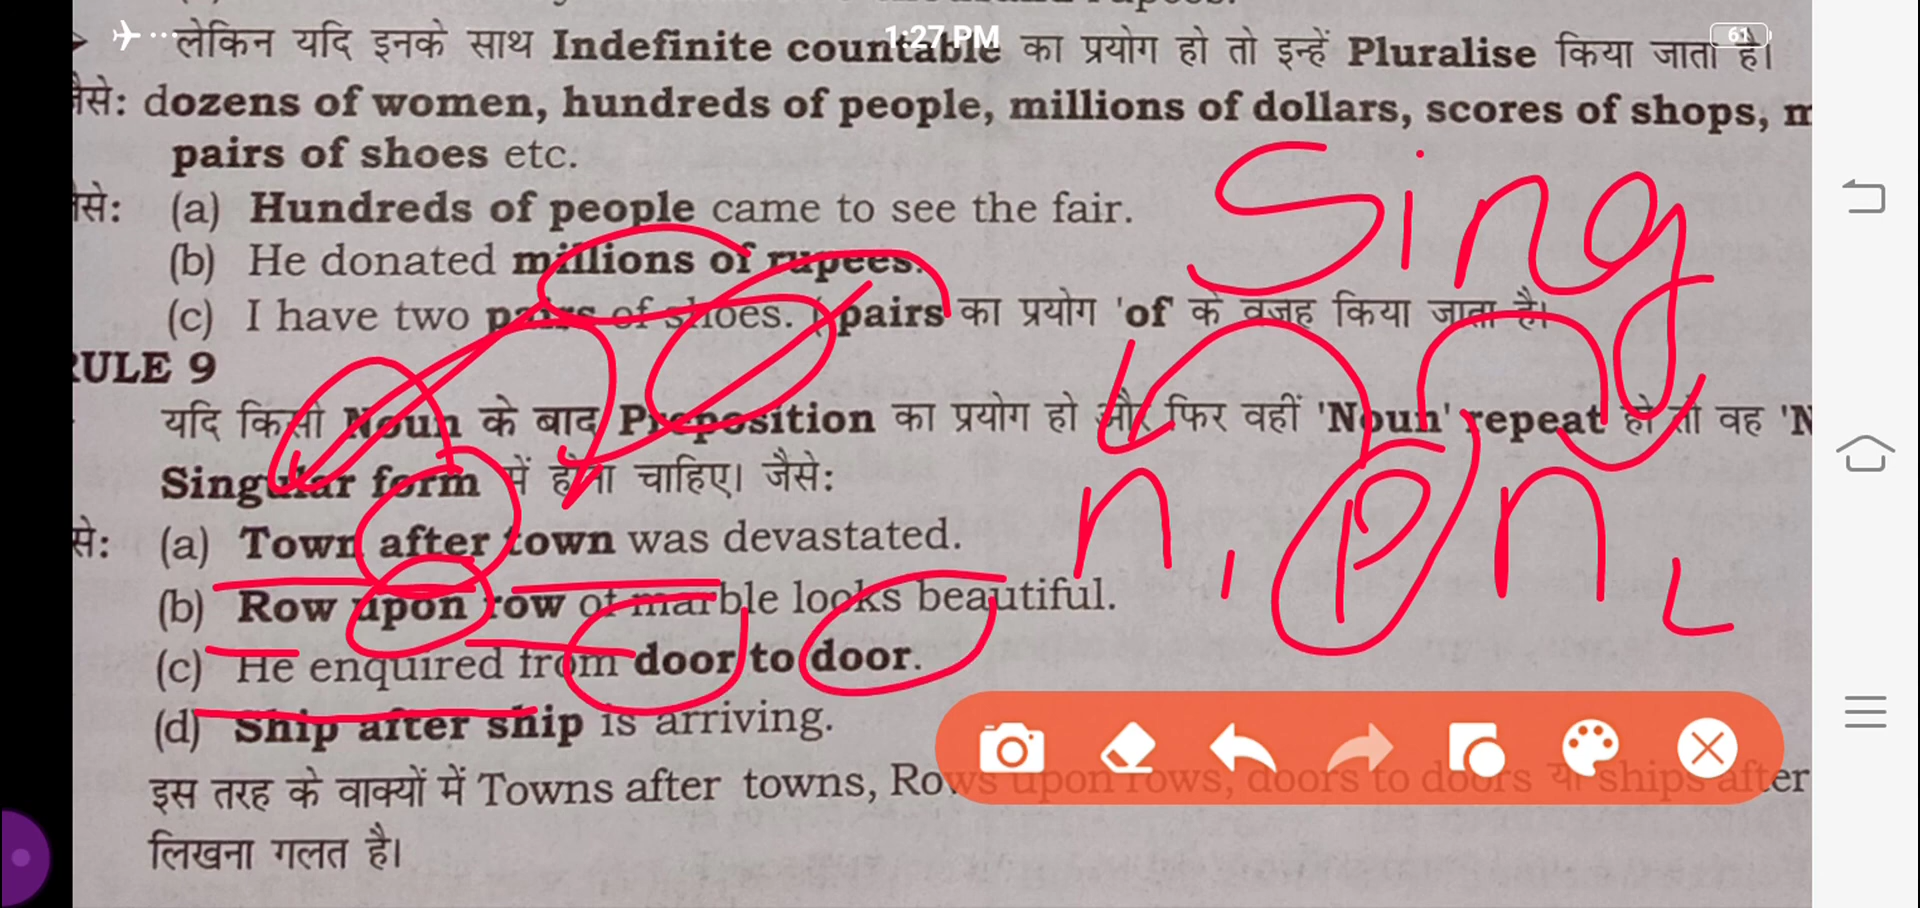 लेकिन यदि इनके साथ Indefinite countable का प्रयोग हो तो इन्हें Pluralise किया जाता है।
1:27 PM
61
जैसे: dozens of women, hundreds of people, millions of dollars, scores of shops,
pairs of shoes etc.
(a) Hundreds of people came to see the fair.
(b) He donated millions of rupees.
(c) I have two pairs of shoes. (pairs का प्रयोग 'of' के वजह किया जाता है।
RULE 9
यदि किसी Noun के बाद Preposition का प्रयोग हो और फिर वहीं 'Noun' repeat हो तो वह 'N
Singular form में होना चाहिए। जैसे:
(a) Town after town was devastated.
(b) Row upon row of marble looks beautiful.
(c) He enquired from door to door.
(d) Ship after ship is arriving.
इस तरह के वाक्यों में Towns after towns, Rows upon rows, doors to doors या ships after
लिखना गलत है।
Sing
n, p n,